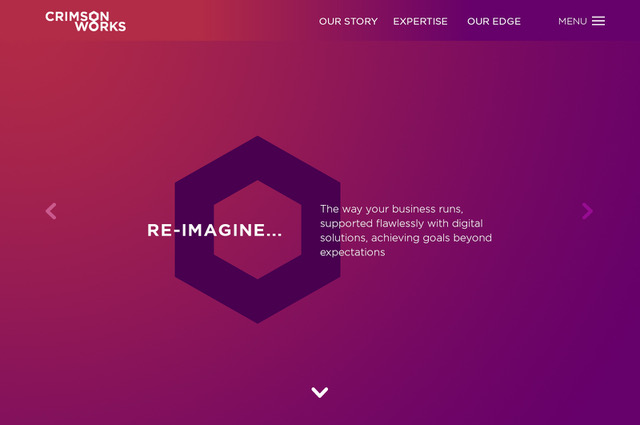 CRIMSON
WORKS
OUR STORY
EXPERTISE
OUR EDGE
MENU
RE-IMAGINE...
The way your business runs,
supported flawlessly with digital
solutions, achieving goals beyond
expectations